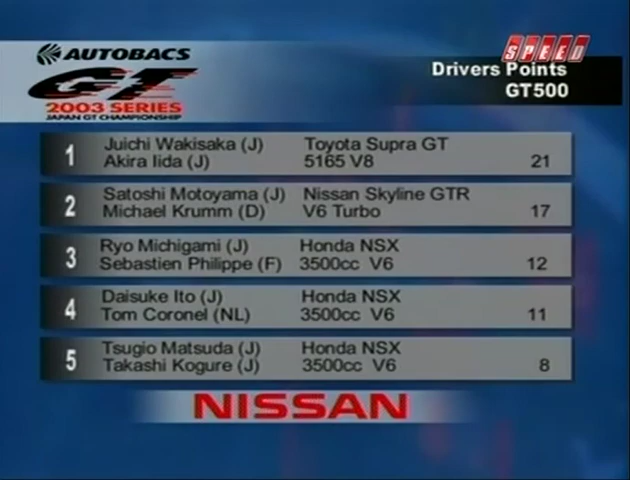 AUTOBACS
GT
2003 SERIES
JAPAN GT CHAMPIONSHIP
SPEED
Drivers Points
GT500
1 Juichi Wakisaka (J) Toyota Supra GT
Akira Iida (J) 5165 V8 21
2 Satoshi Motoyama (J) Nissan Skyline GTR
Michael Krumm (D) V6 Turbo 17
3 Ryo Michigami (J) Honda NSX
Sebastien Philippe (F) 3500cc V6 12
4 Daisuke Ito (J) Honda NSX
Tom Coronel (NL) 3500cc V6 11
5 Tsugio Matsuda (J) Honda NSX
Takashi Kogure (J) 3500cc V6 8
NISSAN